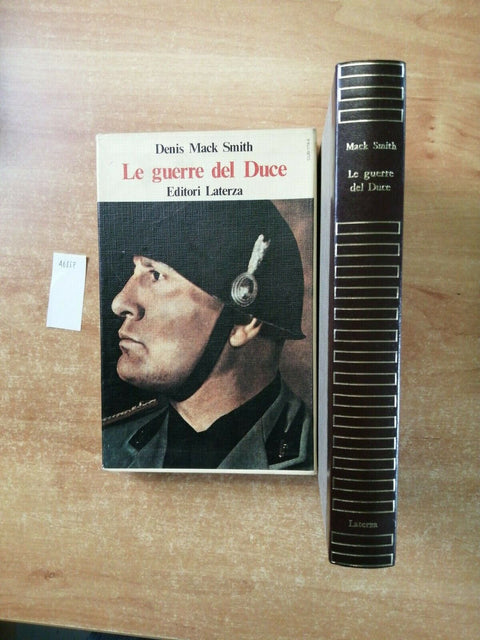 Denis Mack Smith
Le guerre del Duce
Editori Laterza
Mack Smith
Le guerre
del Duce
Laterza